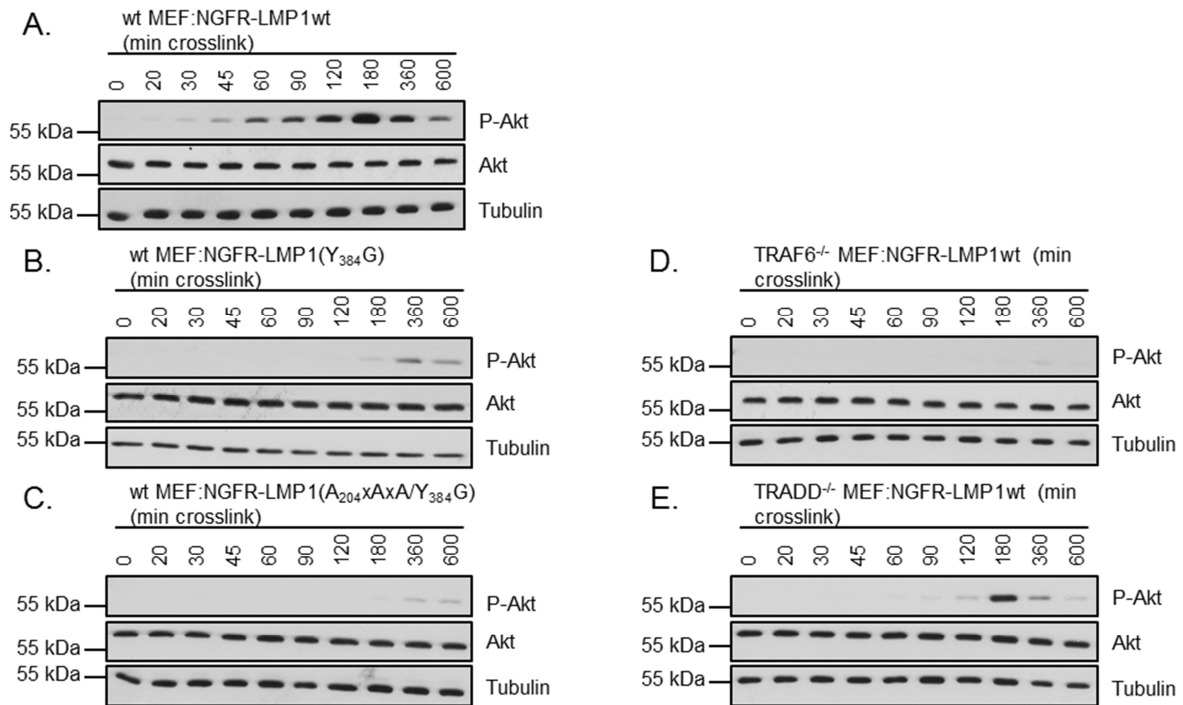 A.
wt MEF:NGFR-LMP1wt
(min crosslink)
0 20 30 45 60 90 120 180 360 600
55 kDa P-Akt
55 kDa Akt
55 kDa Tubulin
B.
wt MEF:NGFR-LMP1(Y₃₈₄G)
(min crosslink)
0 20 30 45 60 90 120 180 360 600
55 kDa P-Akt
55 kDa Akt
55 kDa Tubulin
C.
wt MEF:NGFR-LMP1(A₂₀₄xAxA/Y₃₈₄G)
(min crosslink)
0 20 30 45 60 90 120 180 360 600
55 kDa P-Akt
55 kDa Akt
55 kDa Tubulin
D.
TRAF6⁻/⁻ MEF:NGFR-LMP1wt (min
crosslink)
0 20 30 45 60 90 120 180 360 600
55 kDa P-Akt
55 kDa Akt
55 kDa Tubulin
E.
TRADD⁻/⁻ MEF:NGFR-LMP1wt (min
crosslink)
0 20 30 45 60 90 120 180 360 600
55 kDa P-Akt
55 kDa Akt
55 kDa Tubulin